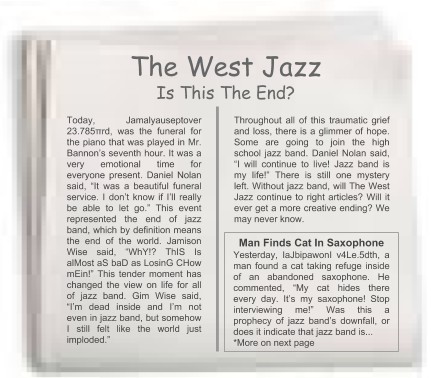 The West Jazz
Is This The End?
Today, Jamalyauseptover
23.785πrd, was the funeral for
the piano that was played in Mr.
Bannon's seventh hour. It was a
very emotional time for
everyone present. Daniel Nolan
said, "It was a beautiful funeral
service. I don't know if I'll really
be able to let go." This event
represented the end of jazz
band, which by definition means
the end of the world. Jamison
Wise said, "WhY!? ThIS Is
alMost aS baD as LosinG CHow
mEin!" This tender moment has
changed the view on life for all
of jazz band. Gim Wise said,
"I'm dead inside and I'm not
even in jazz band, but somehow
I still felt like the world just
imploded."
Throughout all of this traumatic grief
and loss, there is a glimmer of hope.
Some are going to join the high
school jazz band. Daniel Nolan said,
"I will continue to live! Jazz band is
my life!" There is still one mystery
left. Without jazz band, will The West
Jazz continue to right articles? Will it
ever get a more creative ending? We
may never know.
Man Finds Cat In Saxophone
Yesterday, laJbipawonI v4Le.5dth, a
man found a cat taking refuge inside
of an abandoned saxophone. He
commented, "My cat hides there
every day. It's my saxophone! Stop
interviewing me!" Was this a
prophecy of jazz band's downfall, or
does it indicate that jazz band is...
*More on next page